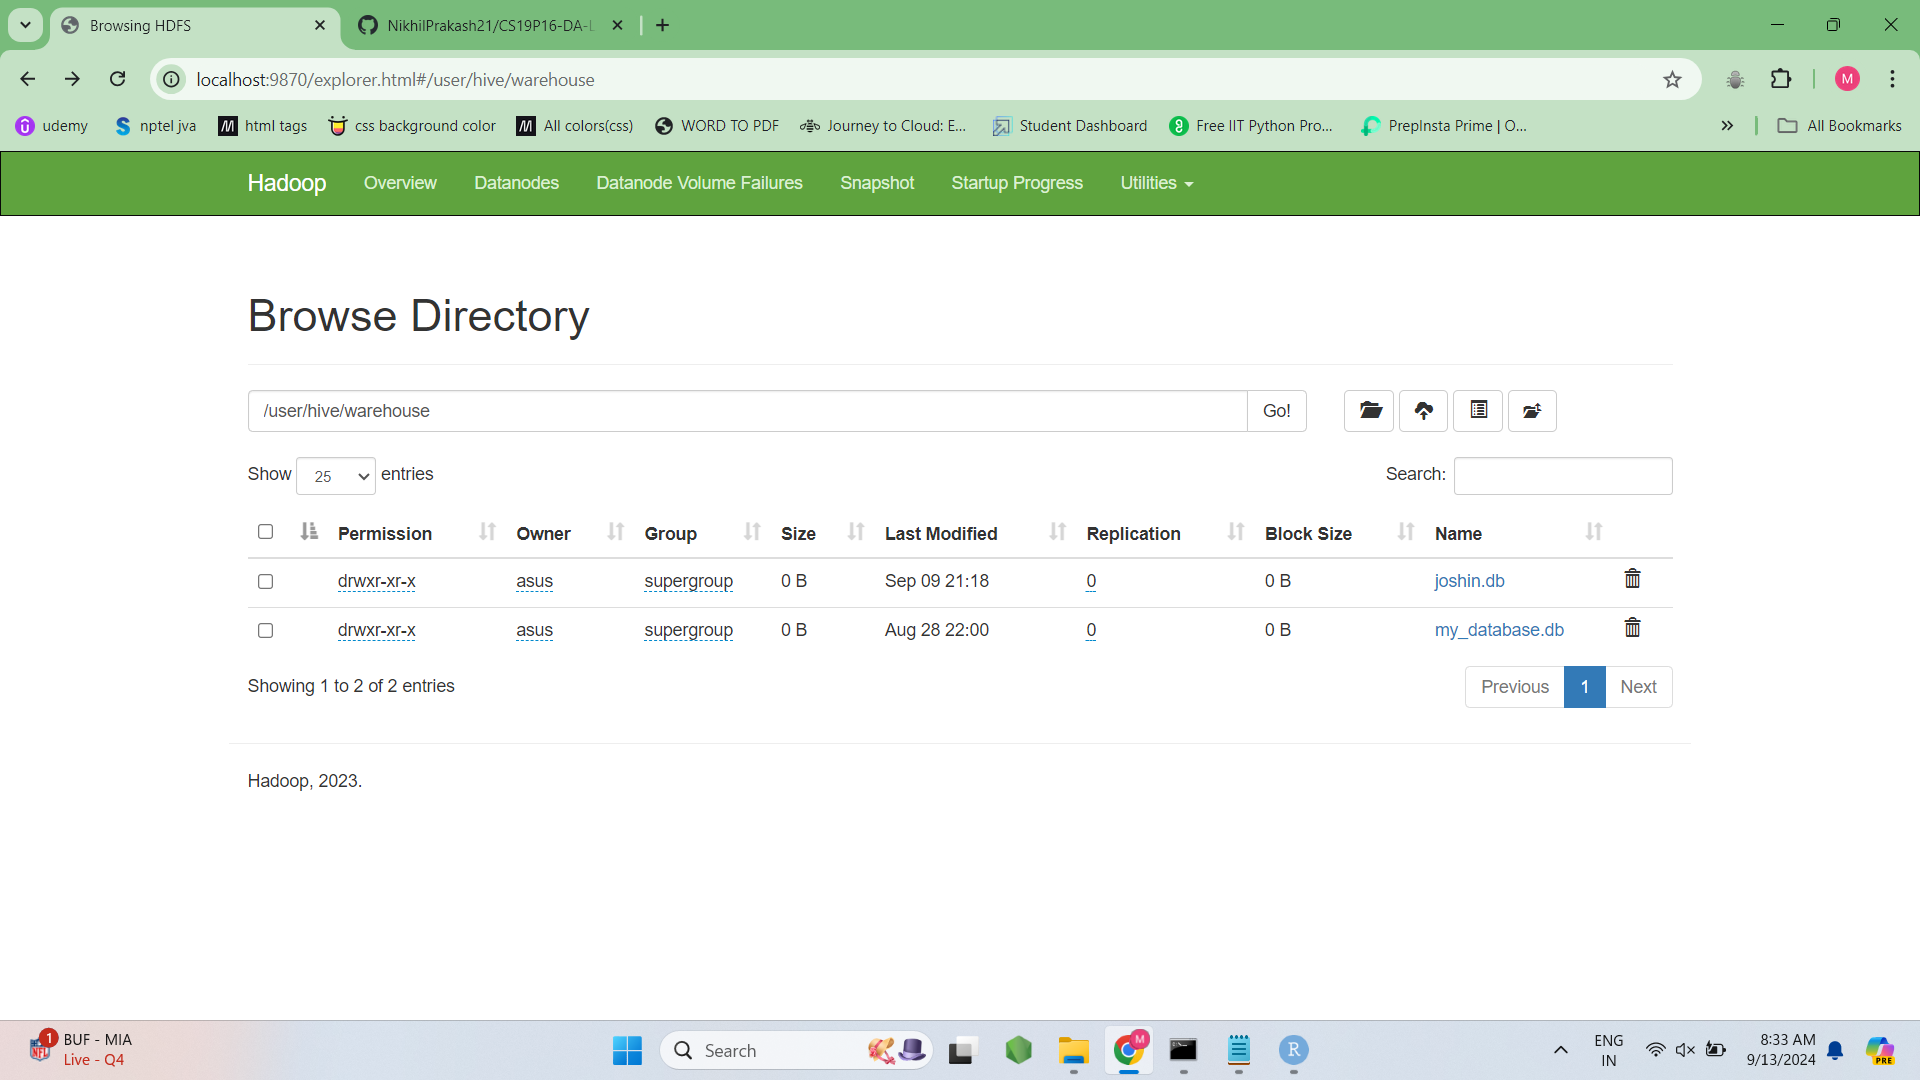 Browsing HDFS
NikhilPrakash21/CS19P16-DA-L
localhost:9870/explorer.html#/user/hive/warehouse
M
udemy
nptel jva
html tags
css background color
All colors(css)
WORD TO PDF
Journey to Cloud: E...
Student Dashboard
Free IIT Python Pro...
PrepInsta Prime | O...
All Bookmarks
Hadoop Overview Datanodes Datanode Volume Failures Snapshot Startup Progress Utilities
Browse Directory
/user/hive/warehouse Go!
Show 25 entries Search:
Permission Owner Group Size Last Modified Replication Block Size Name
drwxr-xr-x asus supergroup 0 B Sep 09 21:18 0 0 B joshin.db
drwxr-xr-x asus supergroup 0 B Aug 28 22:00 0 0 B my_database.db
Showing 1 to 2 of 2 entries Previous 1 Next
Hadoop, 2023.
1
NFL
BUF - MIA
Live - Q4
Search
M
R
ENG
IN
8:33 AM
9/13/2024
PRE